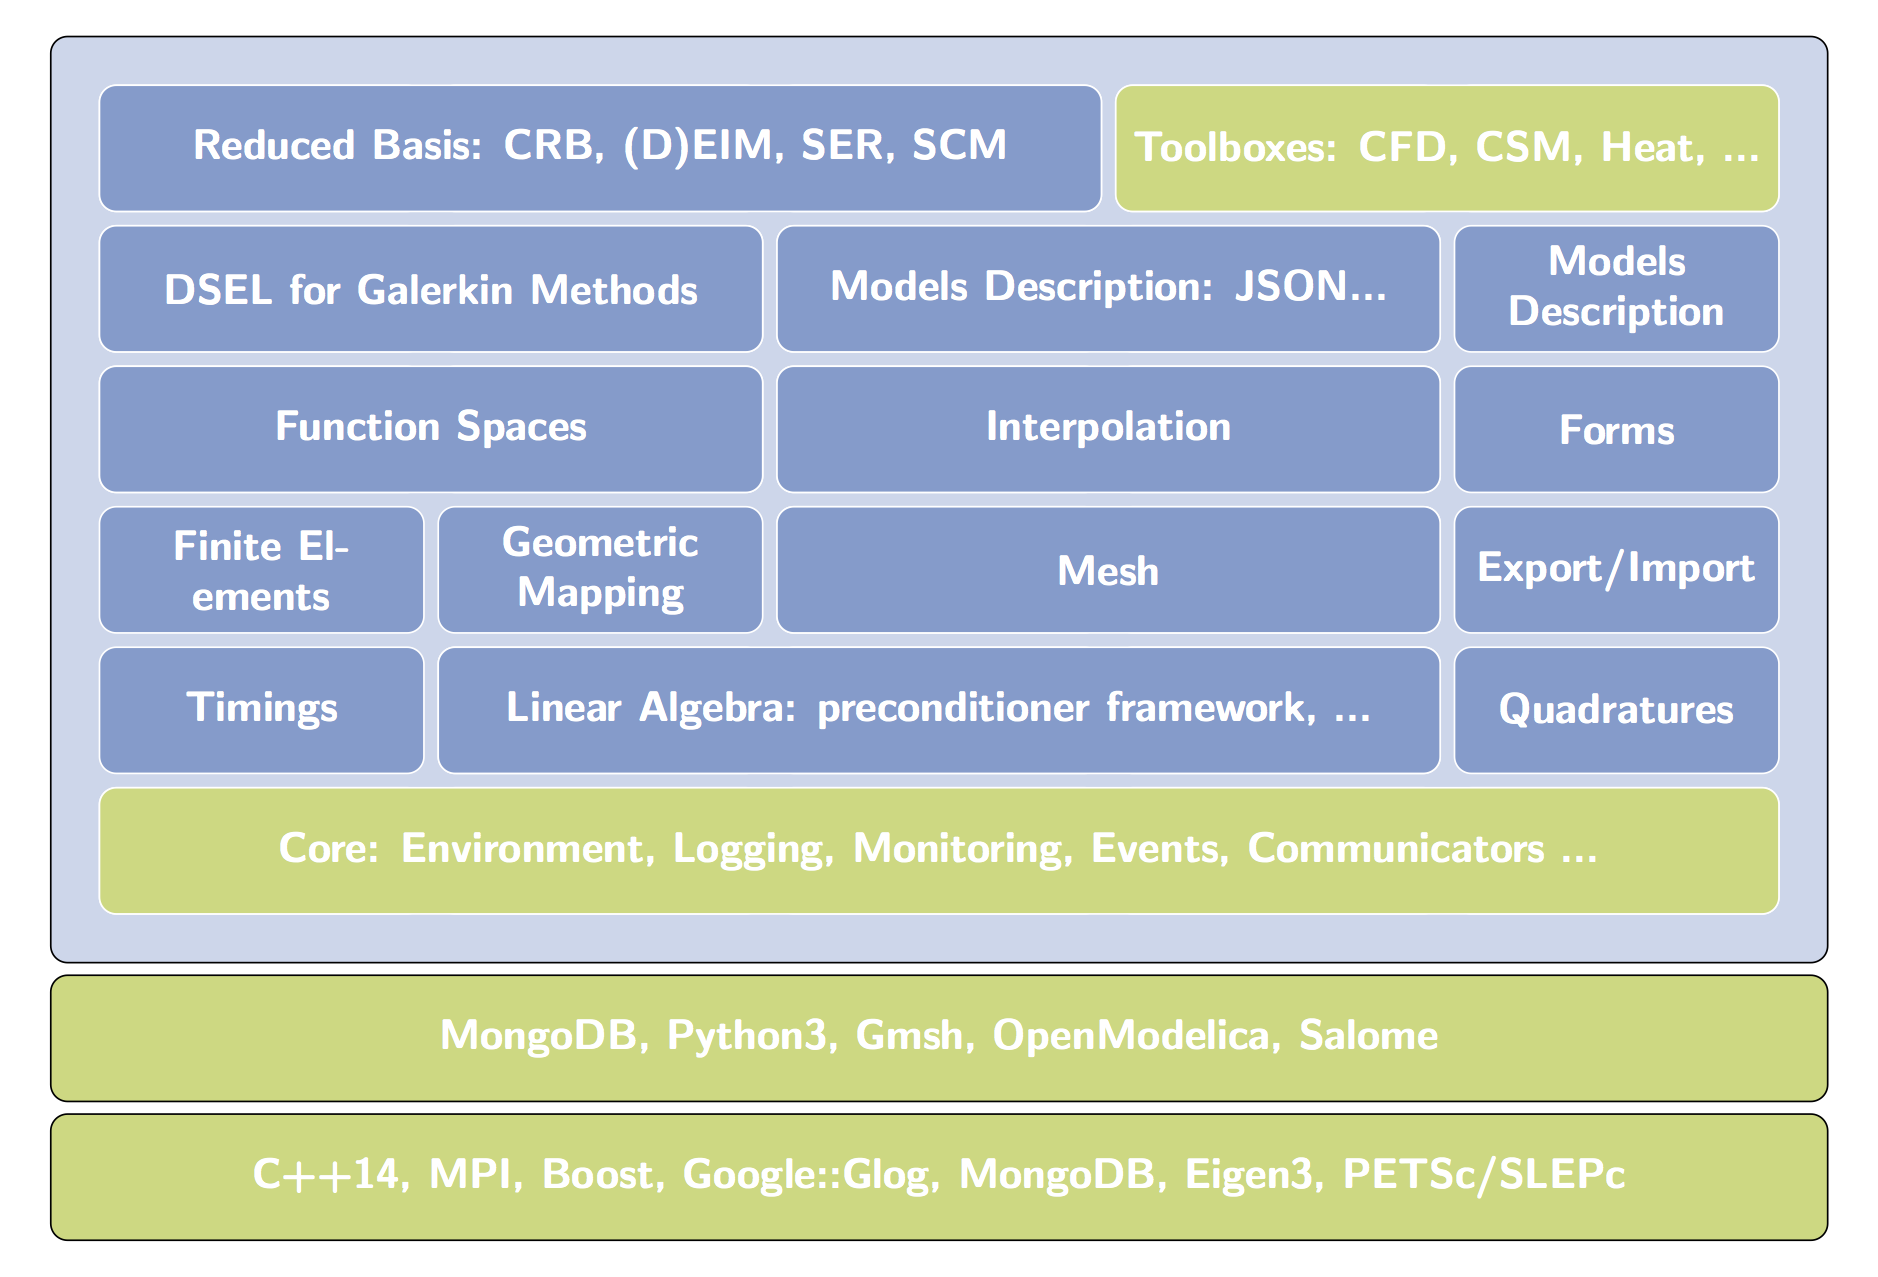 Reduced Basis: CRB, (D)EIM, SER, SCM
Toolboxes: CFD, CSM, Heat, ...
DSEL for Galerkin Methods
Models Description: JSON...
Models
Description
Function Spaces
Interpolation
Forms
Finite El-
ements
Geometric
Mapping
Mesh
Export/Import
Timings
Linear Algebra: preconditioner framework, ...
Quadratures
Core: Environment, Logging, Monitoring, Events, Communicators ...
MongoDB, Python3, Gmsh, OpenModelica, Salome
C++14, MPI, Boost, Google::Glog, MongoDB, Eigen3, PETSc/SLEPc